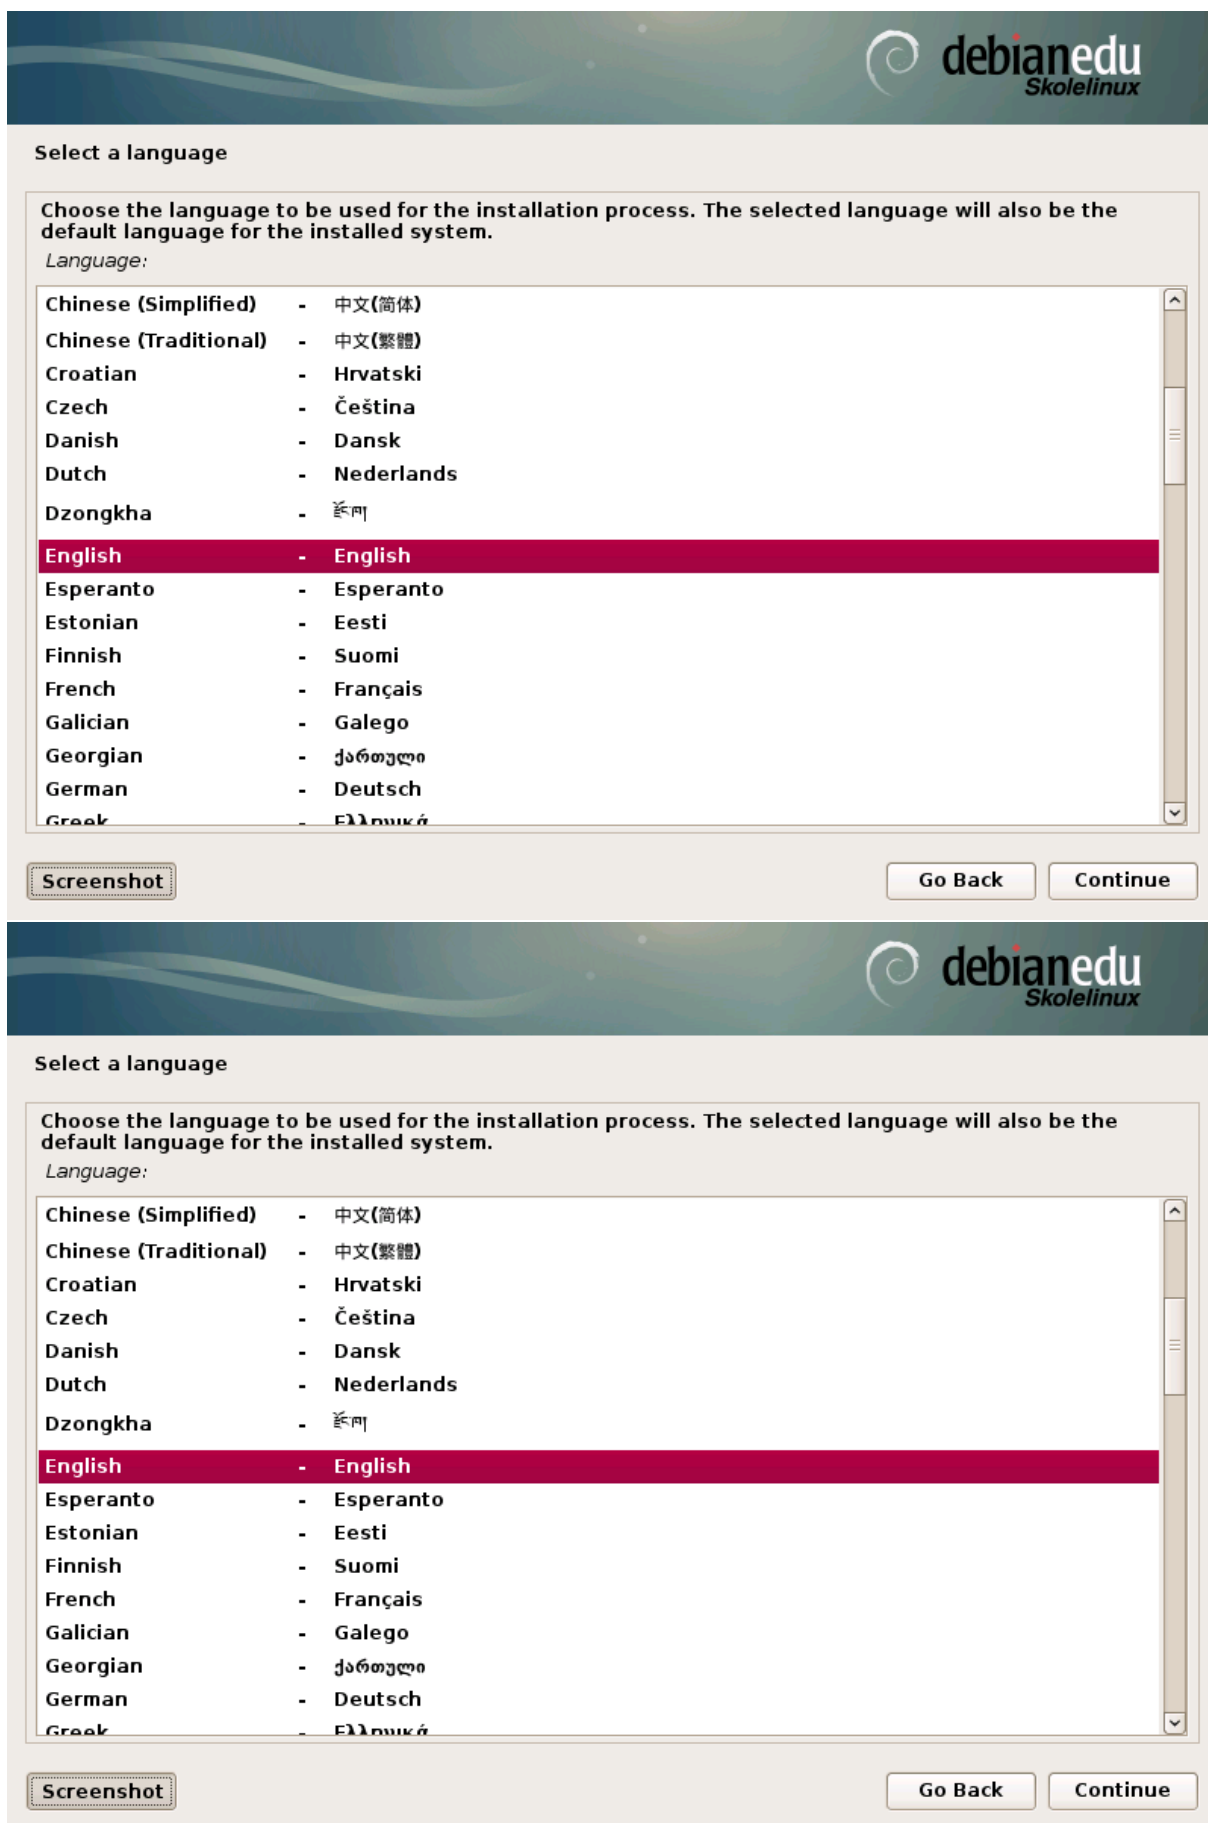 debianedu
Skolelinux
Select a language
Choose the language to be used for the installation process. The selected language will also be the
default language for the installed system.
Language:
Chinese (Simplified) - 中文(简体)
Chinese (Traditional) - 中文(繁體)
Croatian - Hrvatski
Czech - Čeština
Danish - Dansk
Dutch - Nederlands
Dzongkha - རྫོང་ཁ།
English - English
Esperanto - Esperanto
Estonian - Eesti
Finnish - Suomi
French - Français
Galician - Galego
Georgian - ქართული
German - Deutsch
Greek - Ελληνικά
Screenshot Go Back Continue
debianedu
Skolelinux
Select a language
Choose the language to be used for the installation process. The selected language will also be the
default language for the installed system.
Language:
Chinese (Simplified) - 中文(简体)
Chinese (Traditional) - 中文(繁體)
Croatian - Hrvatski
Czech - Čeština
Danish - Dansk
Dutch - Nederlands
Dzongkha - རྫོང་ཁ།
English - English
Esperanto - Esperanto
Estonian - Eesti
Finnish - Suomi
French - Français
Galician - Galego
Georgian - ქართული
German - Deutsch
Greek - Ελληνικά
Screenshot Go Back Continue